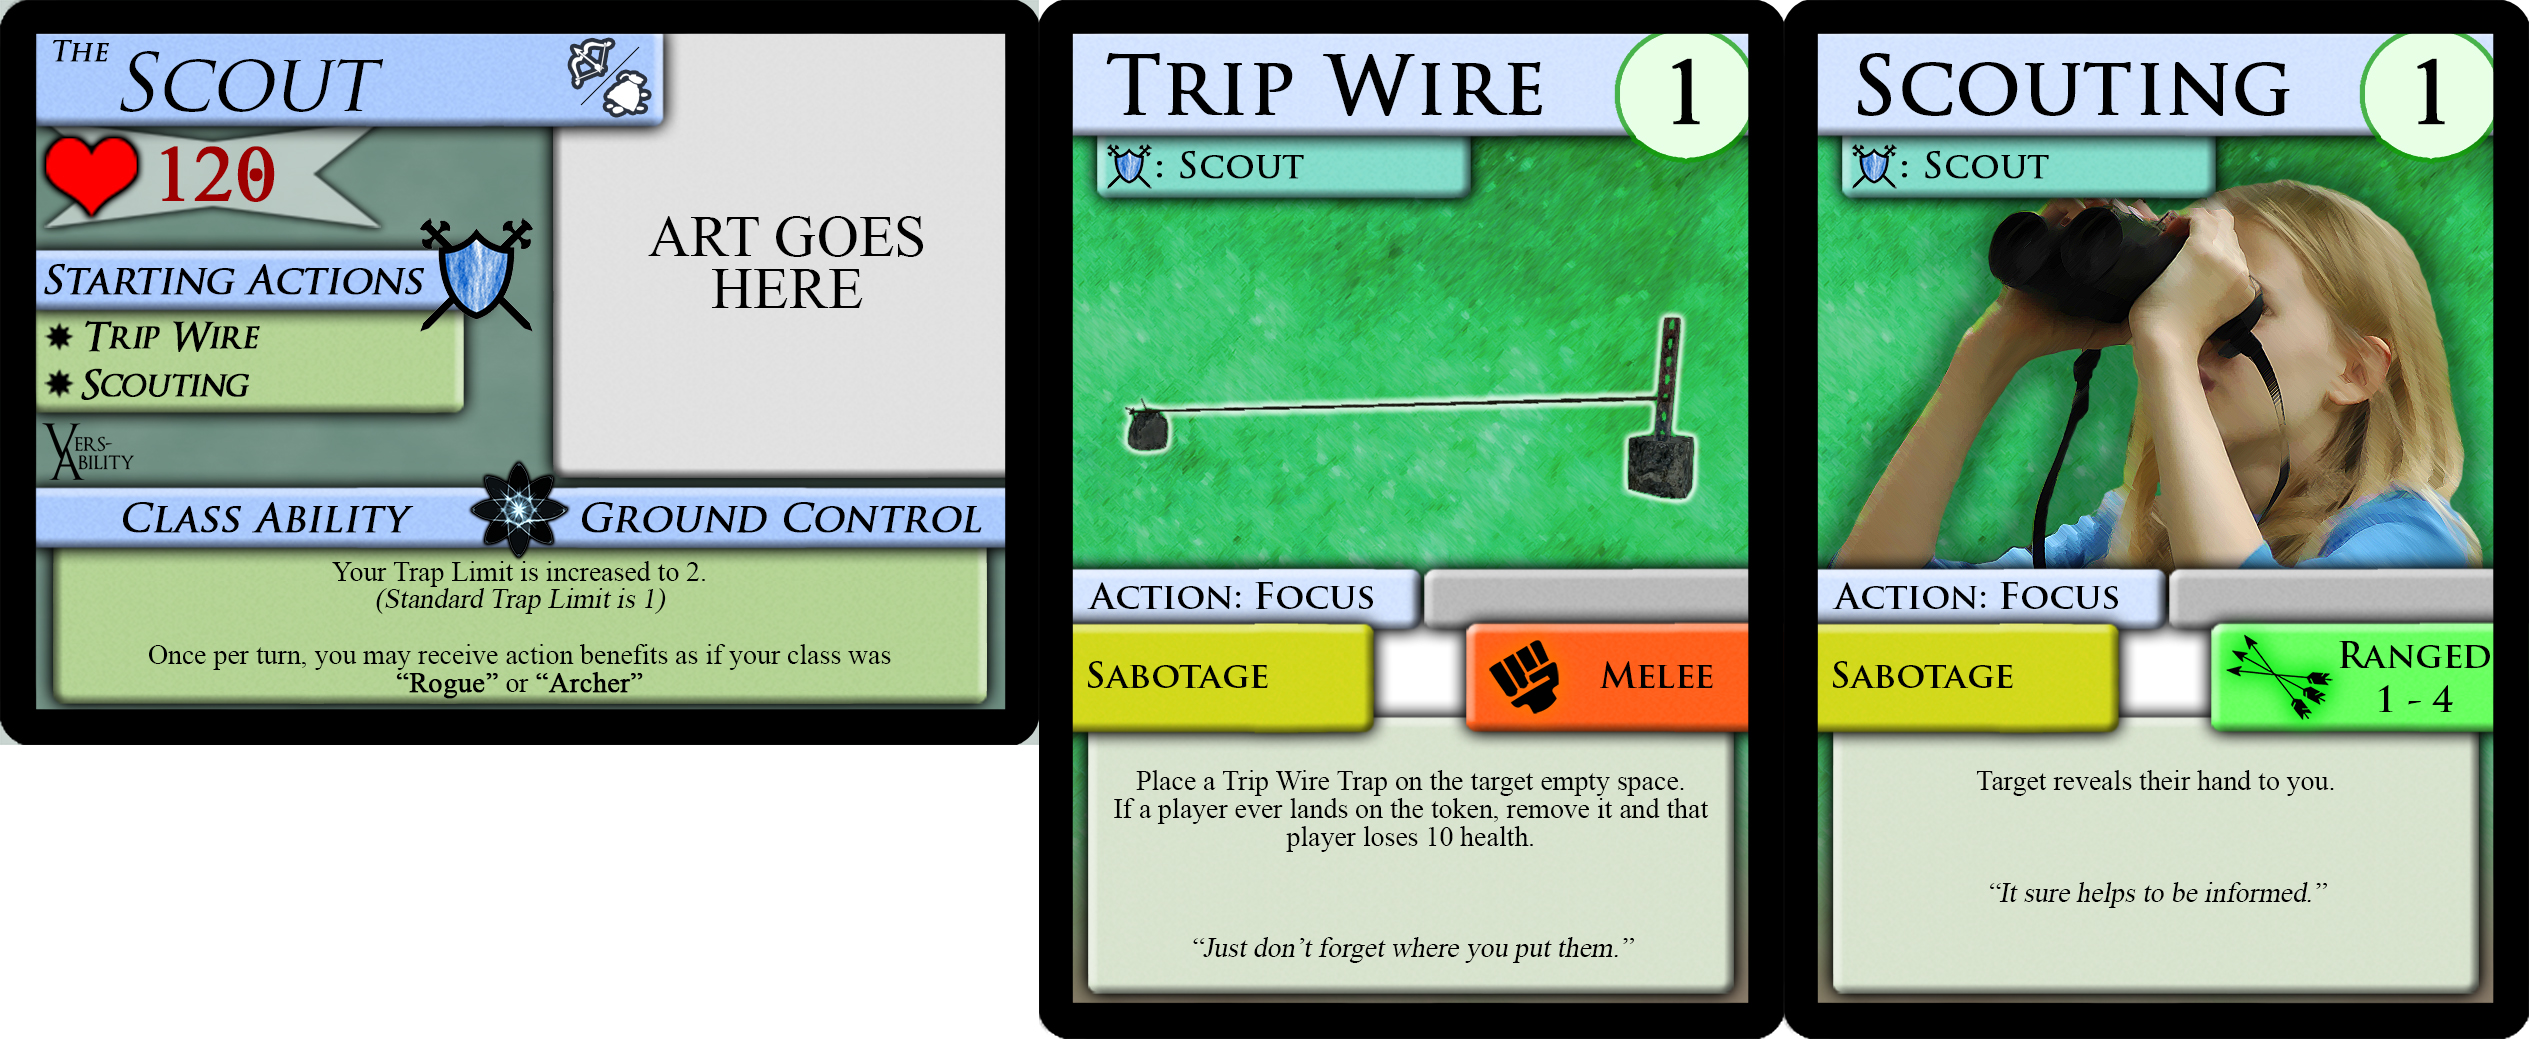 THE SCOUT
120
STARTING ACTIONS
TRIP WIRE
SCOUTING
VERS-
ABILITY
CLASS ABILITY GROUND CONTROL
Your Trap Limit is increased to 2.
(Standard Trap Limit is 1)
Once per turn, you may receive action benefits as if your class was
“Rogue” or “Archer”
ART GOES
HERE
TRIP WIRE 1
: SCOUT
ACTION: FOCUS
SABOTAGE
MELEE
Place a Trip Wire Trap on the target empty space.
If a player ever lands on the token, remove it and that
player loses 10 health.
“Just don’t forget where you put them.”
SCOUTING 1
: SCOUT
ACTION: FOCUS
SABOTAGE
RANGED
1 - 4
Target reveals their hand to you.
“It sure helps to be informed.”